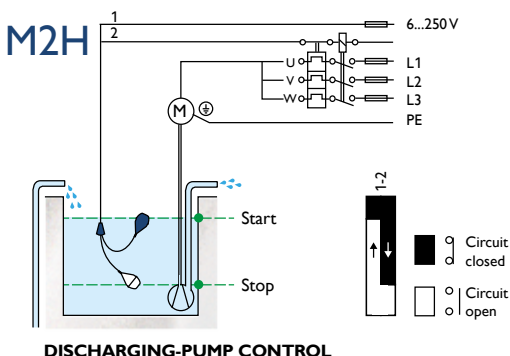 M2H
1
2
6...250 V
U
V
W
L1
L2
L3
PE
M
Start
Stop
1-2
Circuit
closed
Circuit
open
DISCHARGING-PUMP CONTROL